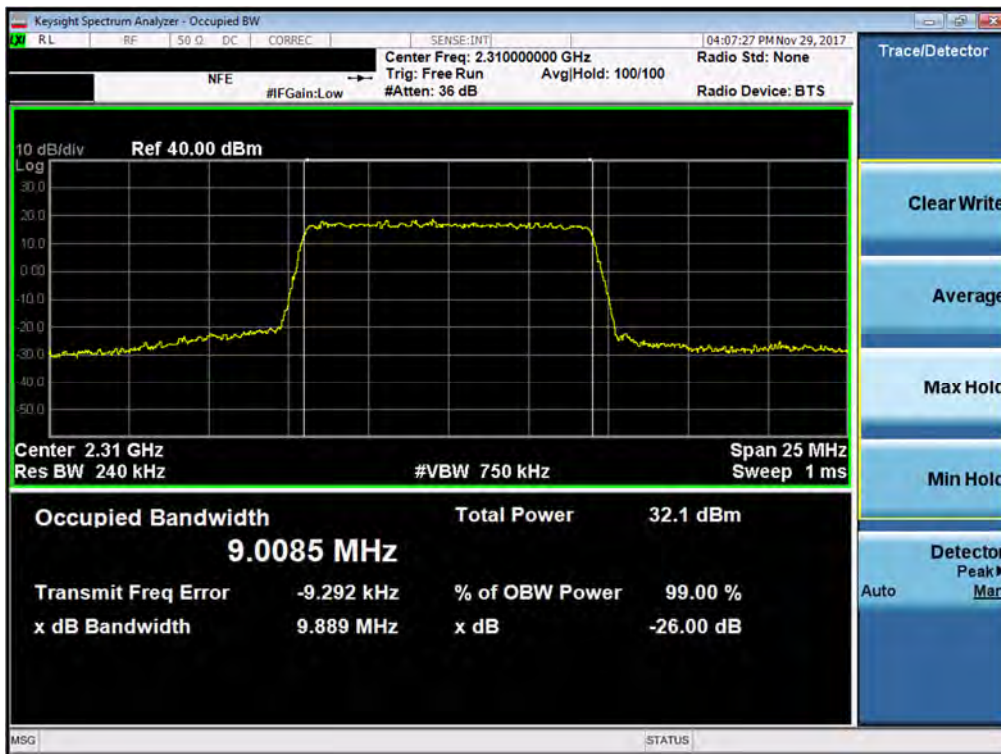 Keysight Spectrum Analyzer - Occupied BW
LXI RL RF 50 Ω DC CORREC SENSE:INT 04:07:27 PM Nov 29, 2017
Center Freq: 2.310000000 GHz Radio Std: None
NFE Trig: Free Run Avg|Hold: 100/100
#IFGain:Low #Atten: 36 dB Radio Device: BTS
10 dB/div Ref 40.00 dBm
Log
30.0
20.0
10.0
0.00
-10.0
-20.0
-30.0
-40.0
-50.0
Center 2.31 GHz Span 25 MHz
Res BW 240 kHz #VBW 750 kHz Sweep 1 ms
Occupied Bandwidth Total Power 32.1 dBm
9.0085 MHz
Transmit Freq Error -9.292 kHz % of OBW Power 99.00 %
x dB Bandwidth 9.889 MHz x dB -26.00 dB
Trace/Detector
Clear Write
Average
Max Hold
Min Hold
Detector
Peak
Auto Man
MSG STATUS